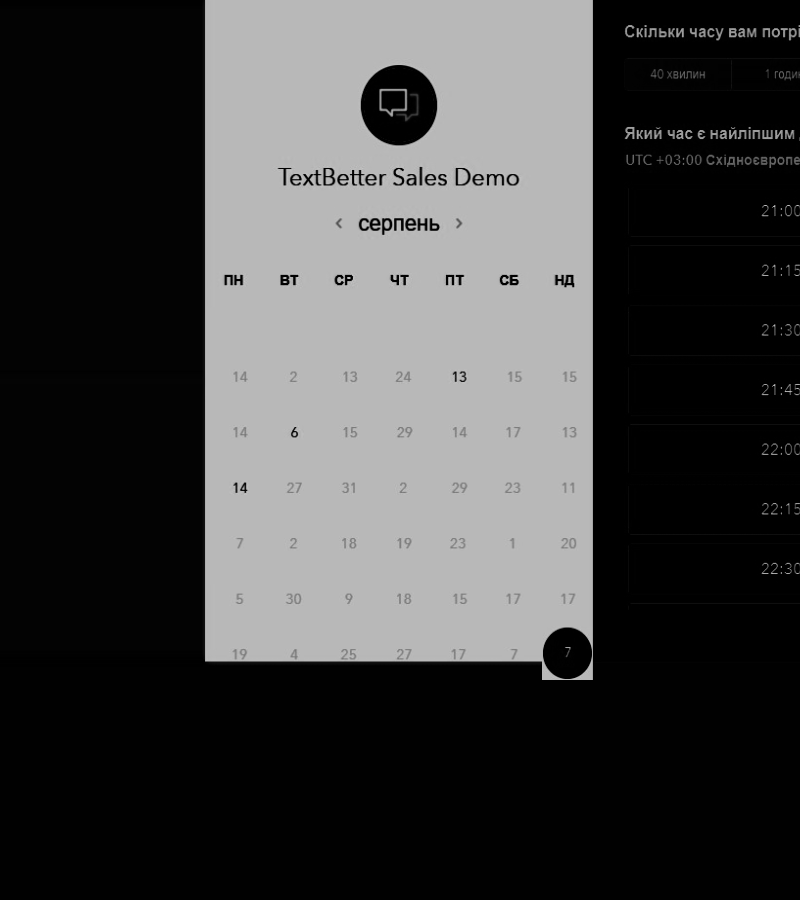 TextBetter Sales Demo
‹ серпень ›
ПН ВТ СР ЧТ ПТ СБ НД
14 2 13 24 13 15 15
14 6 15 29 14 17 13
14 27 31 2 29 23 11
7 2 18 19 23 1 20
5 30 9 18 15 17 17
19 4 25 27 17 7 7
Скільки часу вам потрі
40 хвилин 1 годин
Який час є найліпшим
UTC +03:00 Східноєвропе
21:00
21:15
21:30
21:45
22:00
22:15
22:30